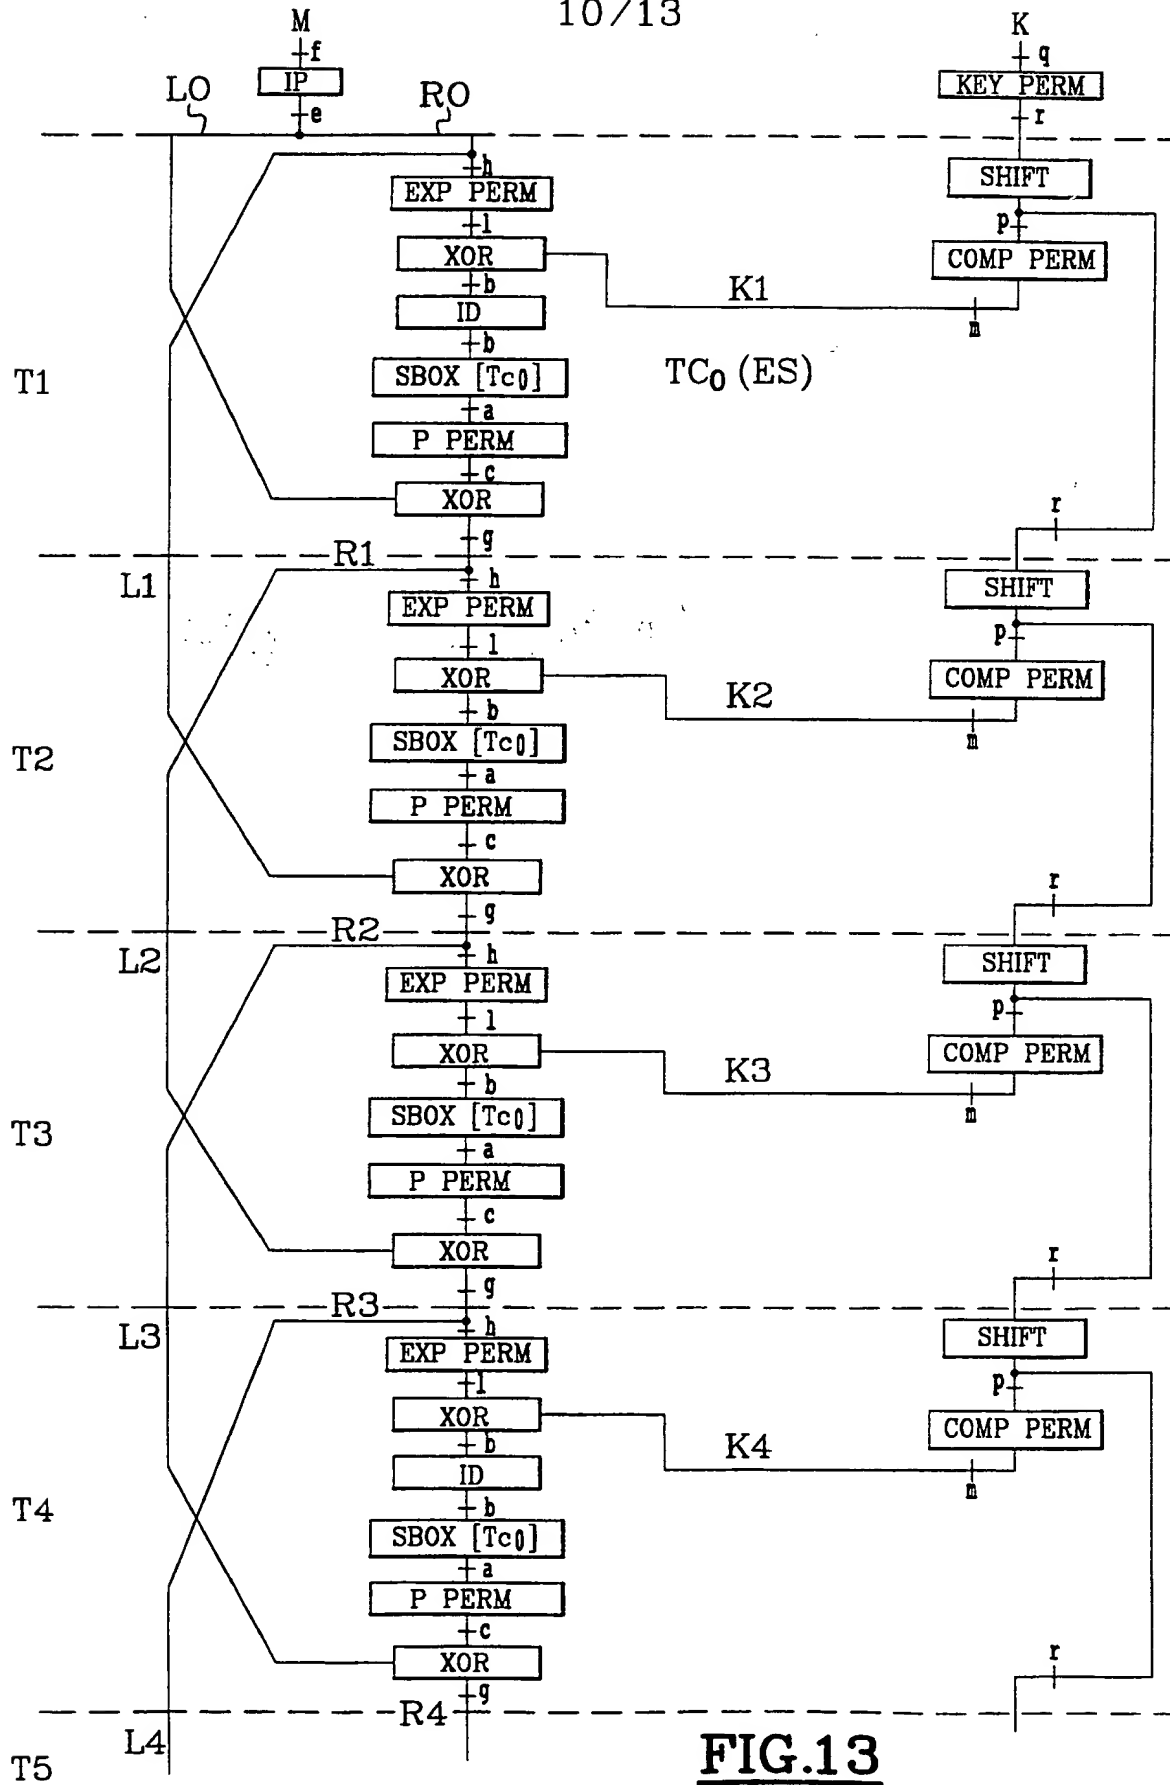 10/13
M
K
f
q
IP
KEY PERM
LO
RO
e
r
h
SHIFT
EXP PERM
l
p
XOR
COMP PERM
b
K1
ID
m
b
T1
SBOX [Tc0]
TC0 (ES)
a
P PERM
c
XOR
r
g
R1
L1
h
SHIFT
EXP PERM
l
p
XOR
COMP PERM
K2
b
m
T2
SBOX [Tc0]
a
P PERM
c
XOR
r
g
R2
L2
h
SHIFT
EXP PERM
l
p
XOR
COMP PERM
K3
b
m
T3
SBOX [Tc0]
a
P PERM
c
XOR
r
g
R3
L3
h
SHIFT
EXP PERM
l
p
XOR
COMP PERM
b
K4
ID
m
b
T4
SBOX [Tc0]
a
P PERM
c
XOR
r
g
R4
L4
T5
FIG.13